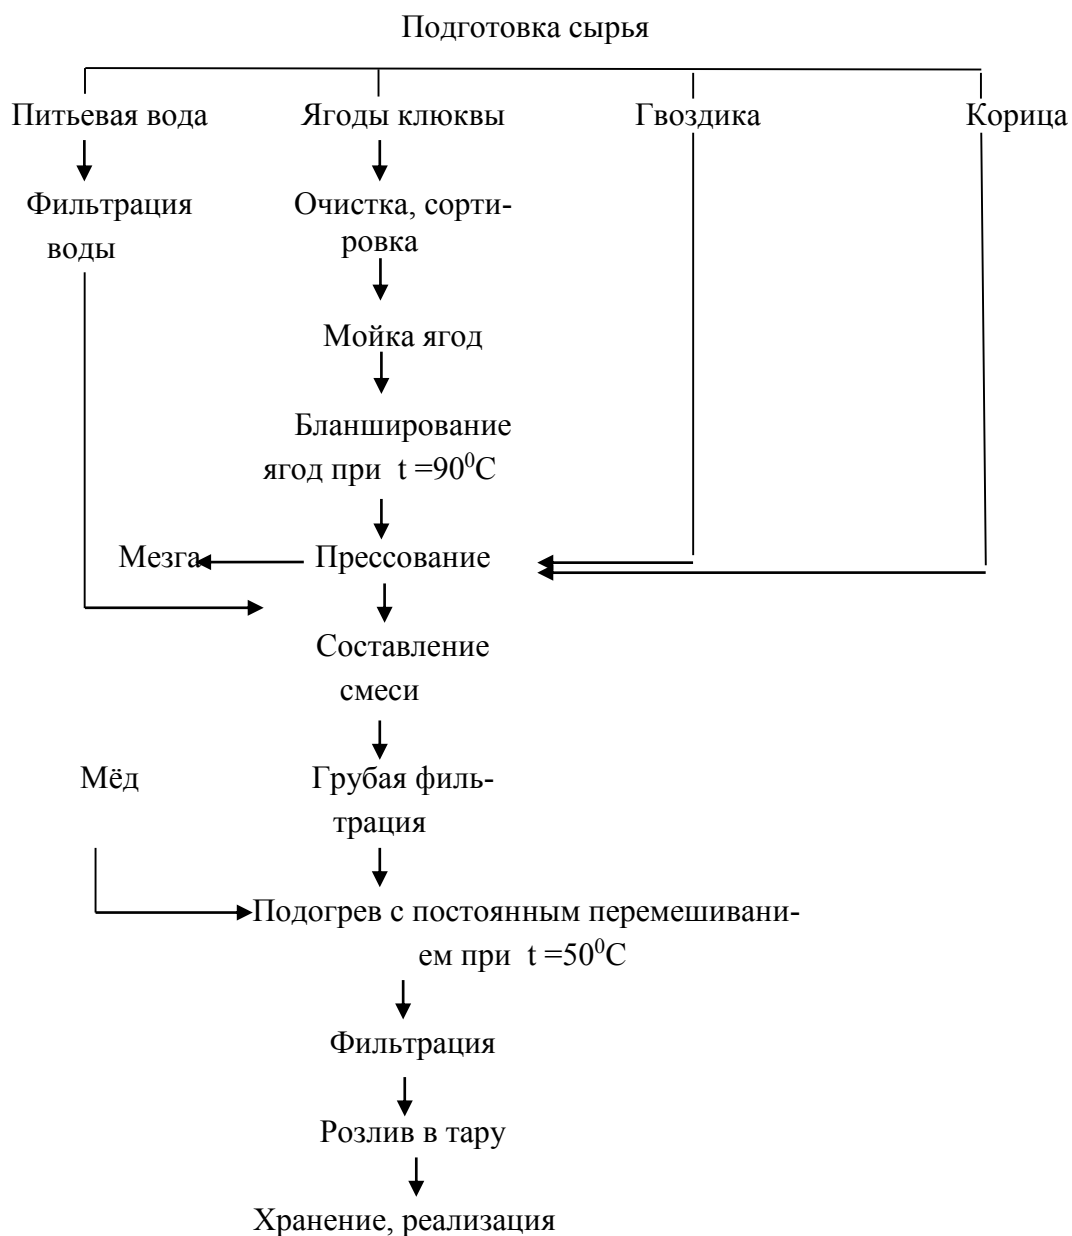 Подготовка сырья
Питьевая вода Ягоды клюквы Гвоздика Корица
Фильтрация Очистка, сорти-
воды ровка
Мойка ягод
Бланширование
ягод при t =90⁰С
Мезга Прессование
Составление
смеси
Мёд Грубая филь-
трация
Подогрев с постоянным перемешивани-
ем при t =50⁰С
Фильтрация
Розлив в тару
Хранение, реализация